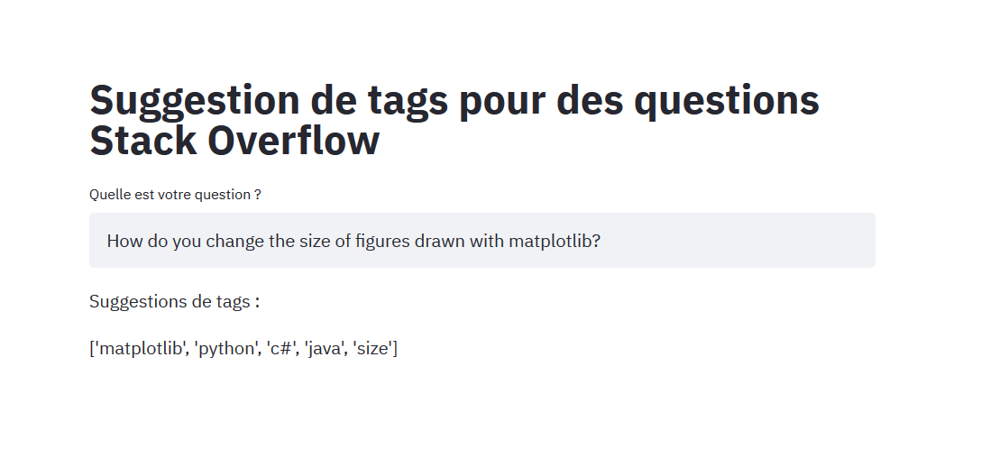 Suggestion de tags pour des questions
Stack Overflow
Quelle est votre question ?
How do you change the size of figures drawn with matplotlib?
Suggestions de tags :
['matplotlib', 'python', 'c#', 'java', 'size']